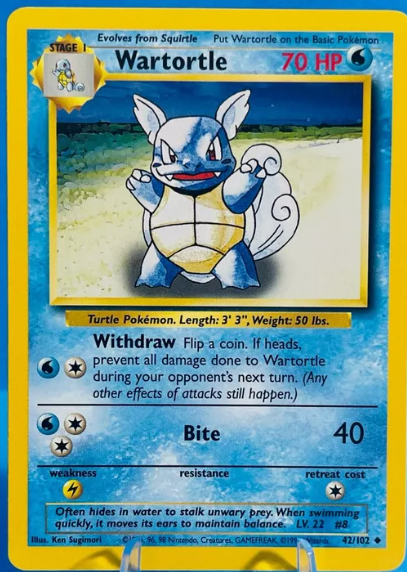 Evolves from Squirtle Put Wartortle on the Basic Pokémon
STAGE 1
Wartortle 70 HP
Turtle Pokémon. Length: 3' 3", Weight: 50 lbs.
Withdraw Flip a coin. If heads,
prevent all damage done to Wartortle
during your opponent's next turn. (Any
other effects of attacks still happen.)
Bite 40
weakness resistance retreat cost
Often hides in water to stalk unwary prey. When swimming
quickly, it moves its ears to maintain balance. LV. 22 #8
Illus. Ken Sugimori 96, 98 Nintendo, Creatures, GAMEFREAK. 42/102